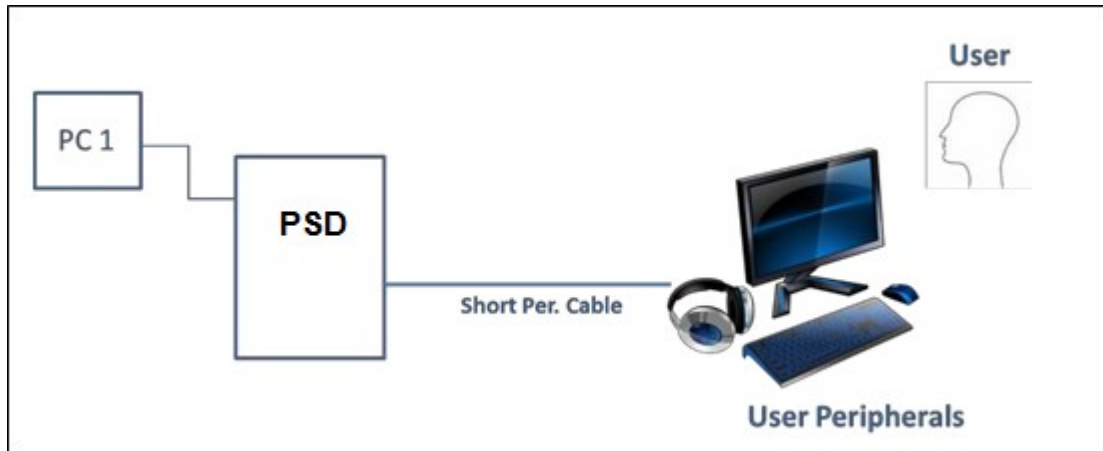 User
PC 1
PSD
Short Per. Cable
User Peripherals